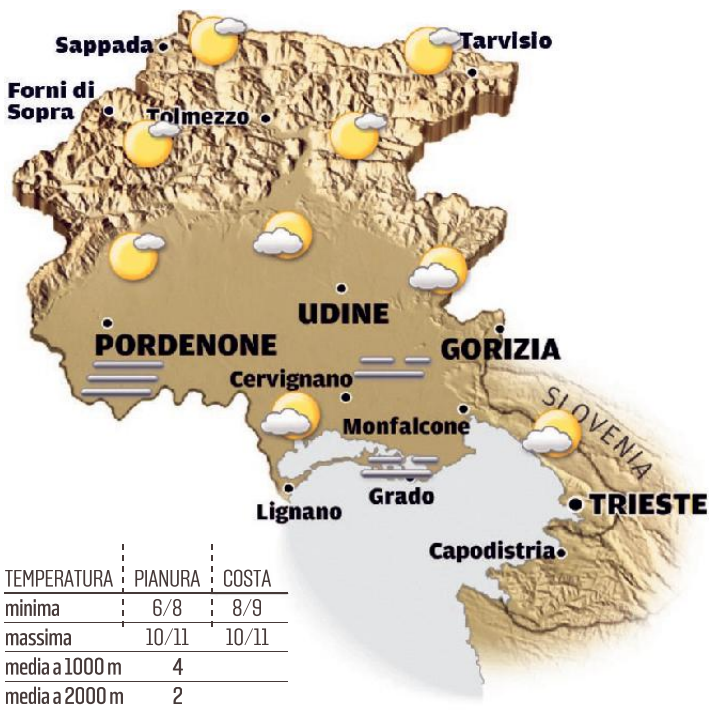 Sappada
Tarvisio
Forni di
Sopra
Tolmezzo
UDINE
PORDENONE
GORIZIA
Cervignano
SLOVENIA
Monfalcone
Grado
TRIESTE
Lignano
Capodistria
TEMPERATURA PIANURA COSTA
minima 6/8 8/9
massima 10/11 10/11
media a 1000 m 4
media a 2000 m 2